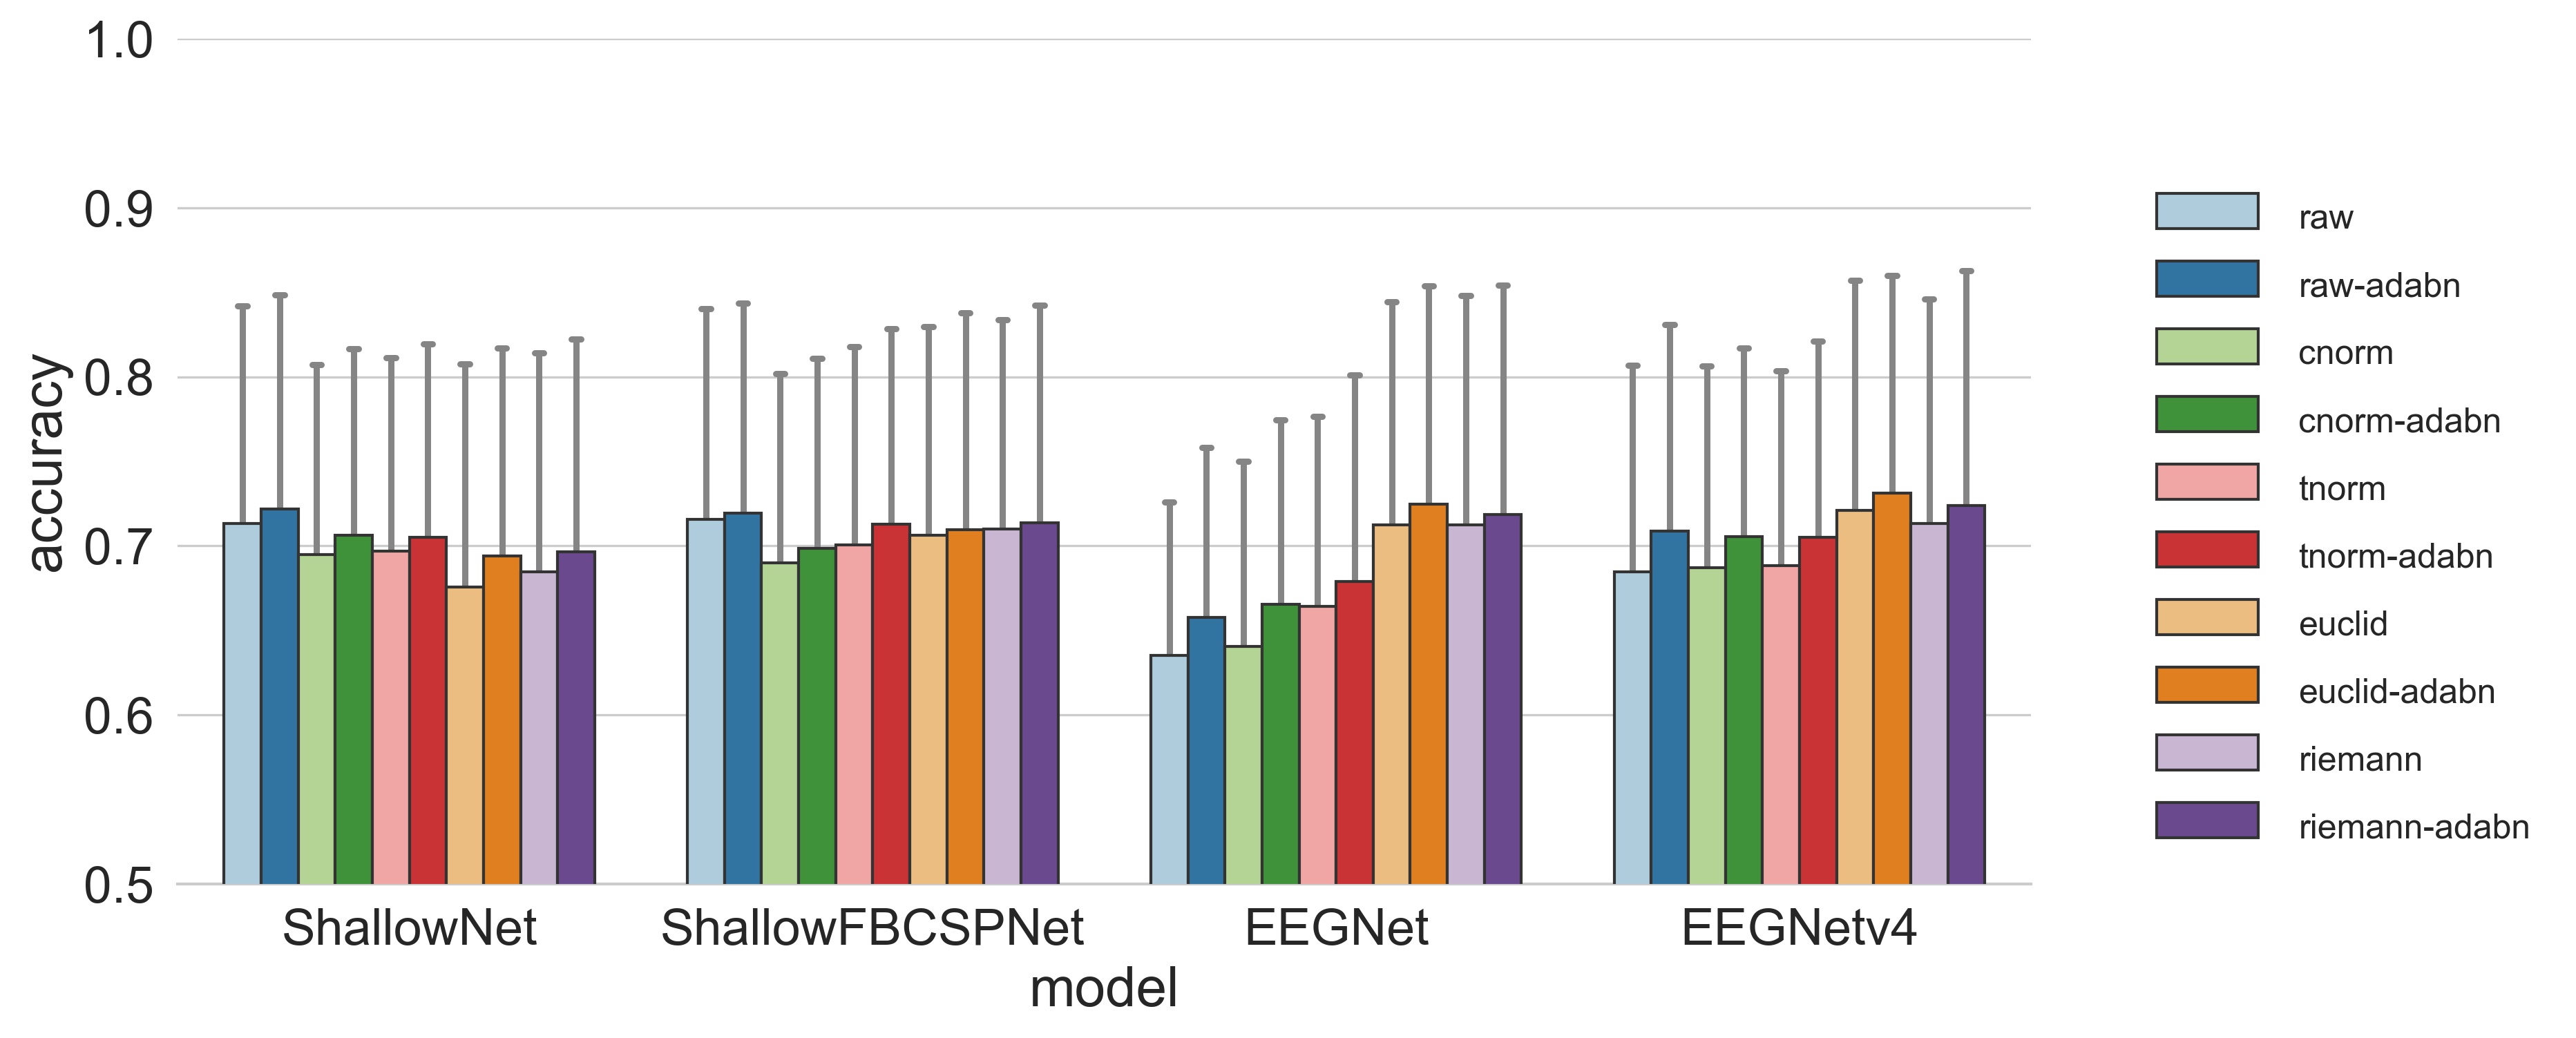 1.0
0.9
0.8
0.7
0.6
0.5
accuracy
ShallowNet ShallowFBCSPNet EEGNet EEGNetv4
model
raw
raw-adabn
cnorm
cnorm-adabn
tnorm
tnorm-adabn
euclid
euclid-adabn
riemann
riemann-adabn